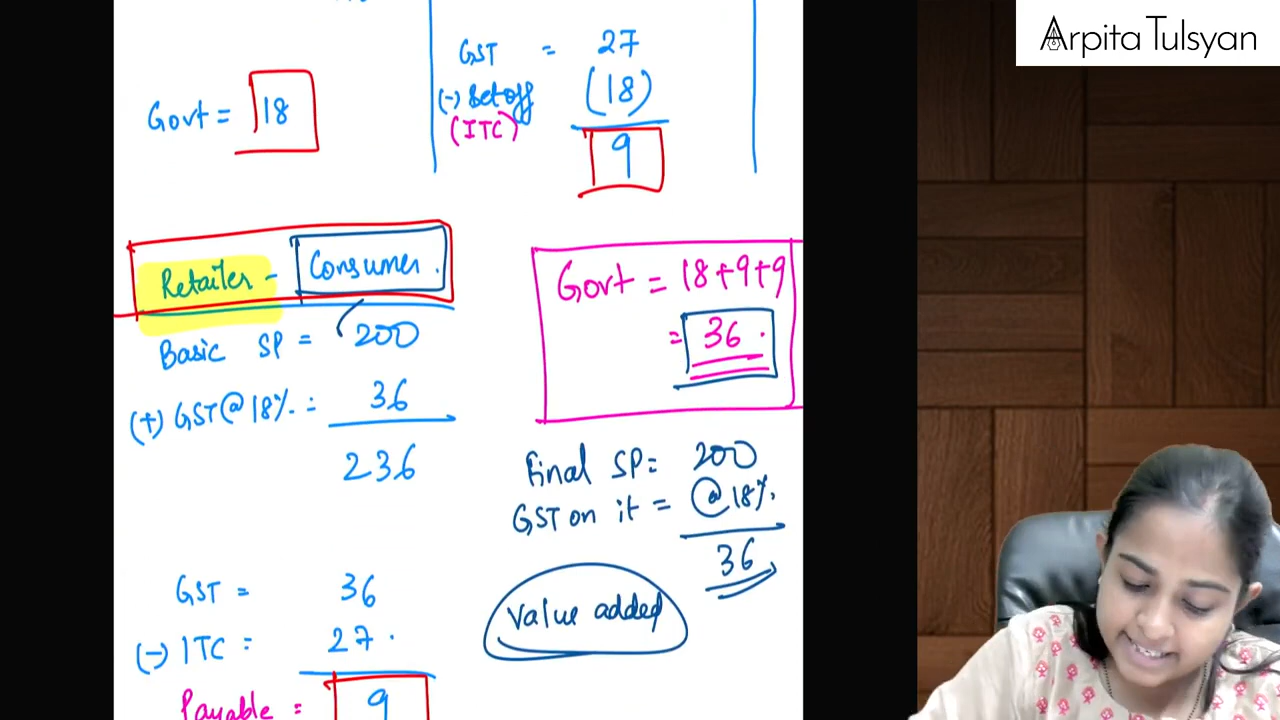 Arpita Tulsyan
GST = 27
(-) Setoff (18)
(ITC)
9
Govt = 18
Retailer - Consumer.
Basic SP = 200
(+) GST@18%. = 36
236
Govt = 18+9+9
= 36.
Final SP= 200
GST on it = @18%.
36
Value added
GST = 36
(-) ITC = 27.
Payable = 9